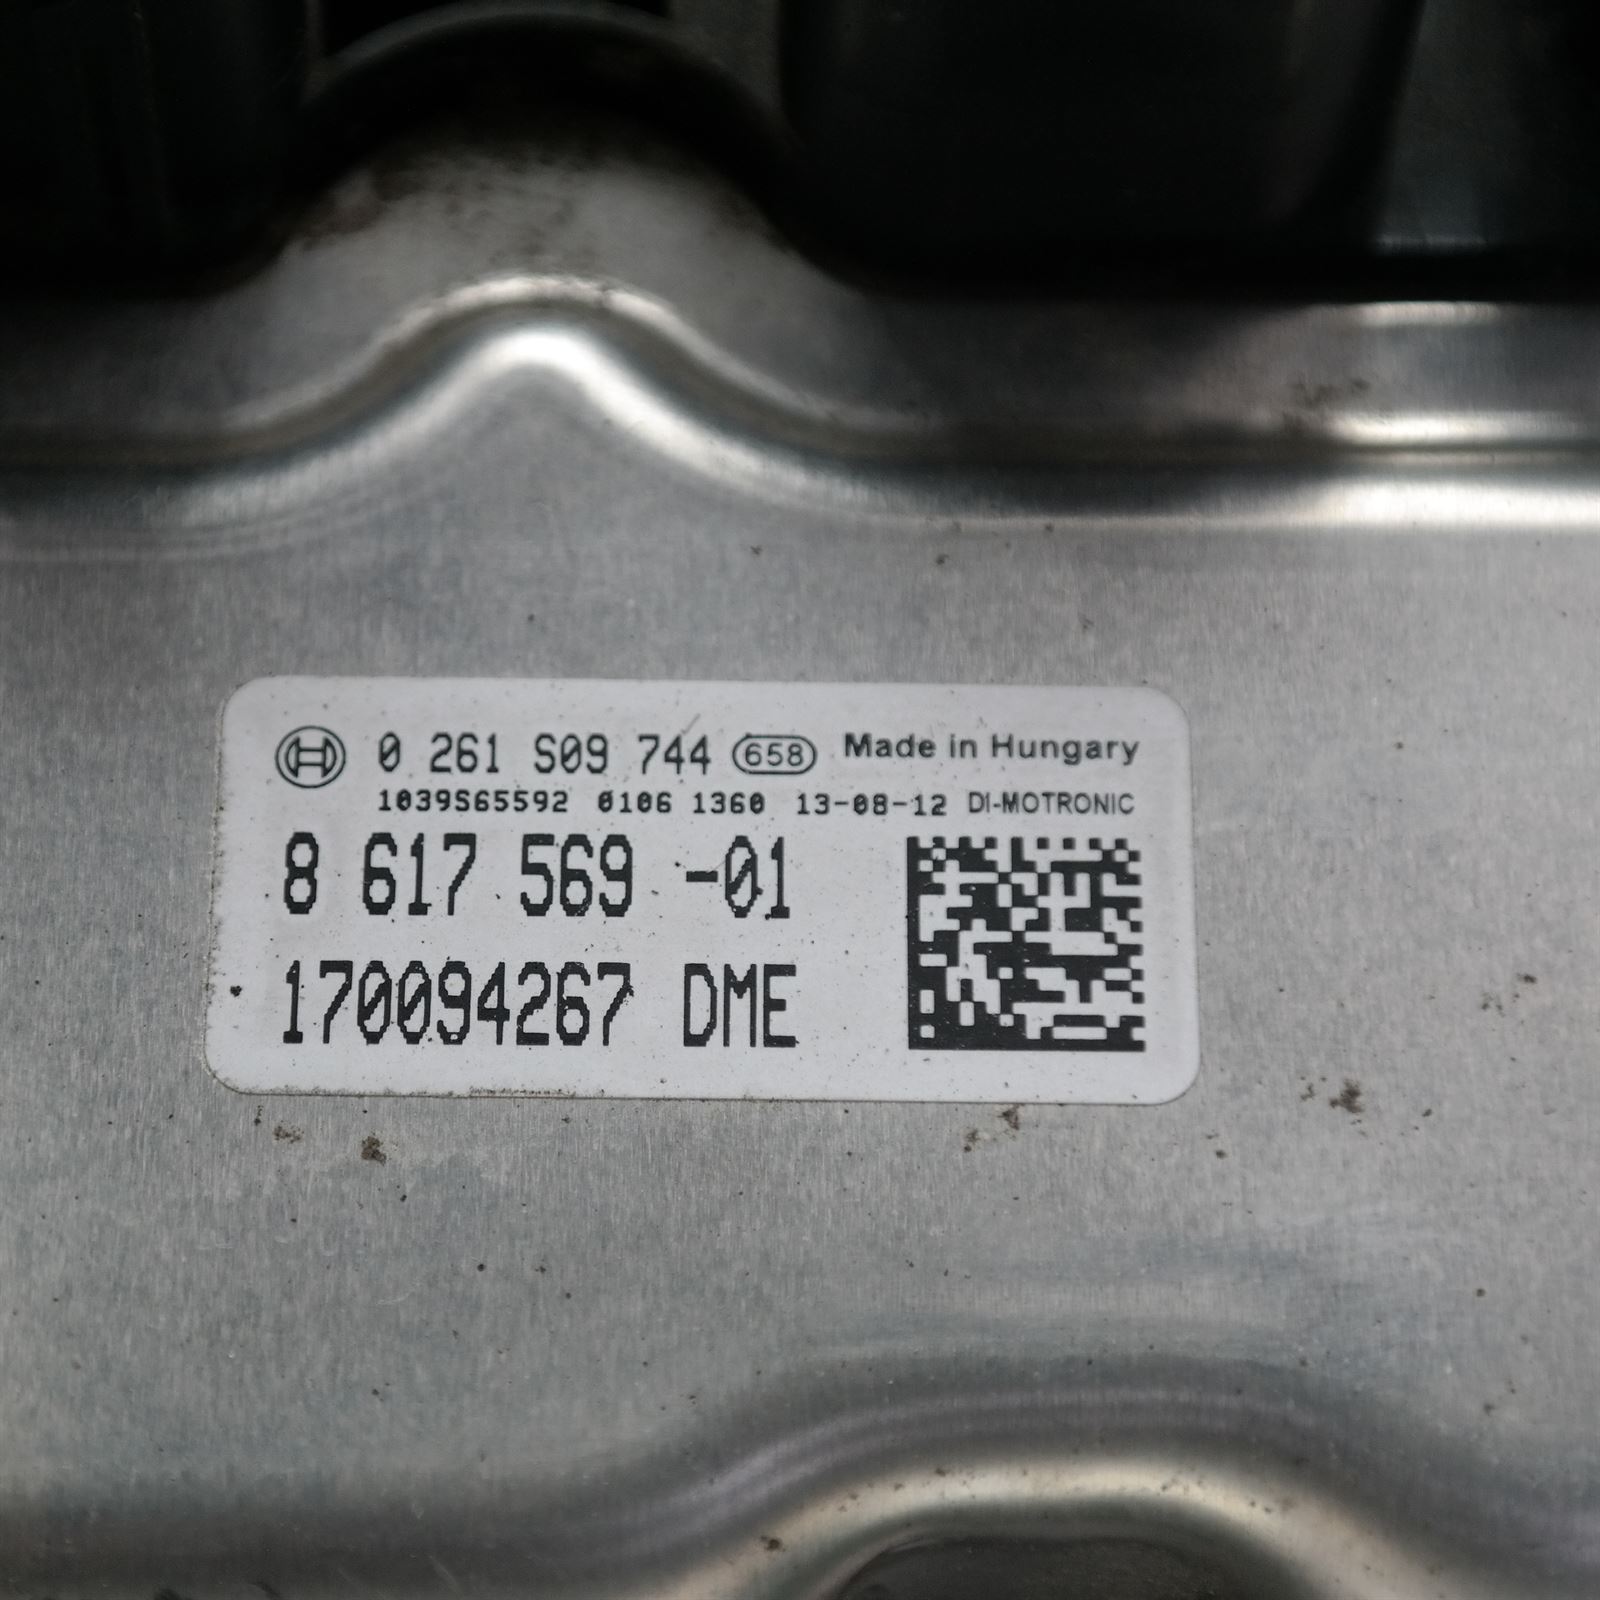 0 261 S09 744 658 Made in Hungary
1039S65592 0106 1360 13-08-12 DI-MOTRONIC
8 617 569 -01
170094267 DME